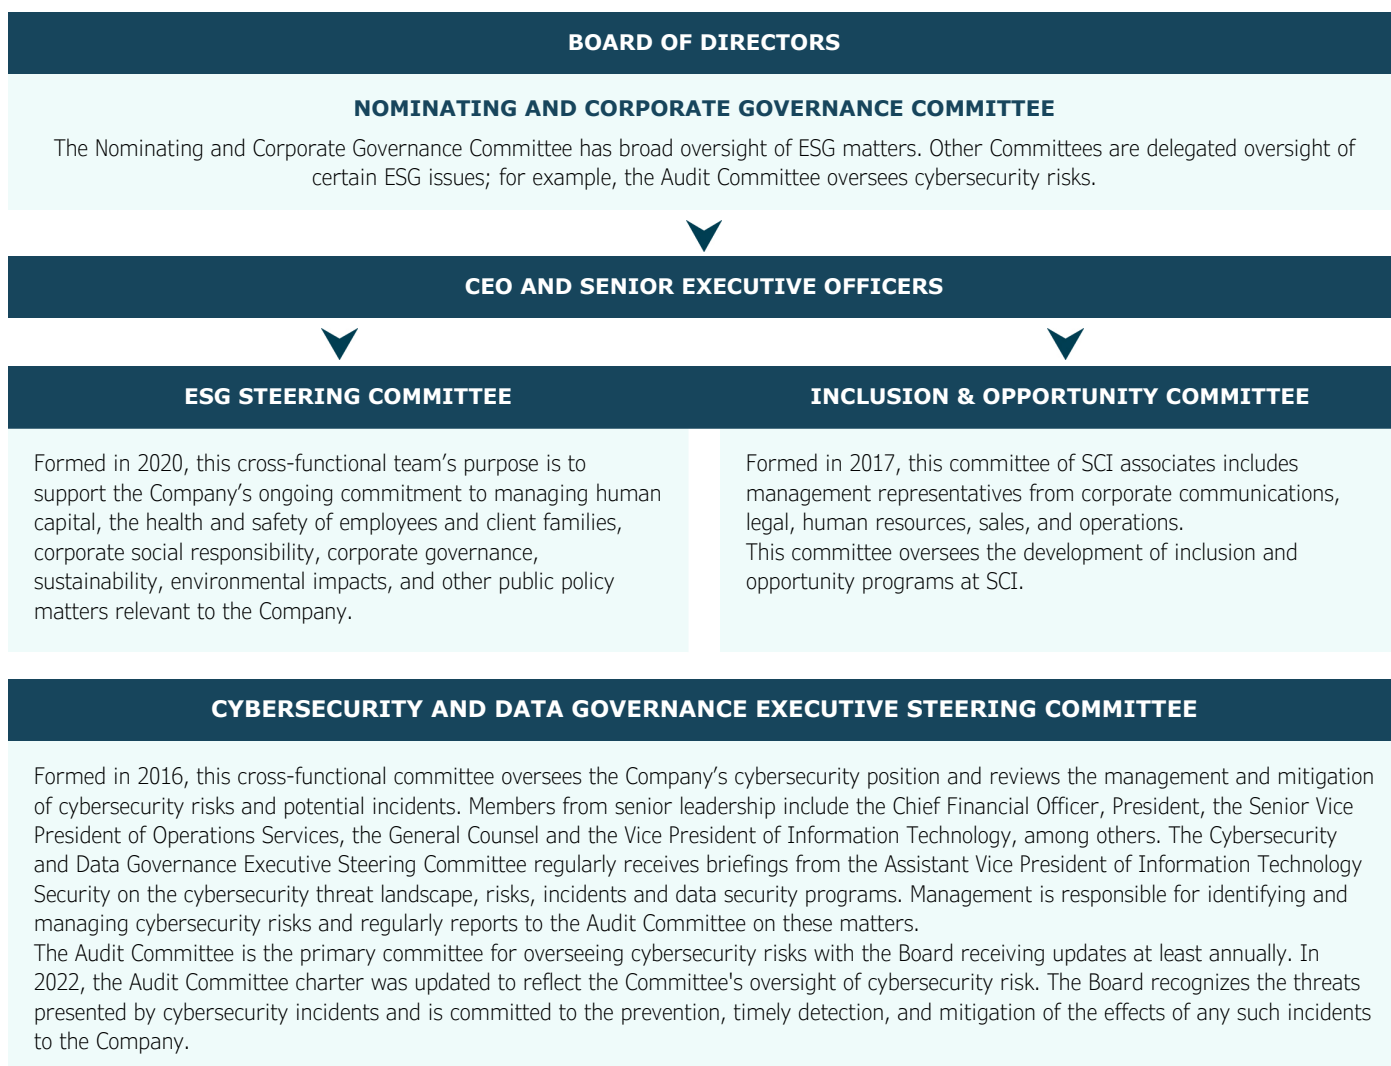 BOARD OF DIRECTORS
NOMINATING AND CORPORATE GOVERNANCE COMMITTEE
The Nominating and Corporate Governance Committee has broad oversight of ESG matters. Other Committees are delegated oversight of
certain ESG issues; for example, the Audit Committee oversees cybersecurity risks.
CEO AND SENIOR EXECUTIVE OFFICERS
ESG STEERING COMMITTEE
Formed in 2020, this cross-functional team’s purpose is to
support the Company’s ongoing commitment to managing human
capital, the health and safety of employees and client families,
corporate social responsibility, corporate governance,
sustainability, environmental impacts, and other public policy
matters relevant to the Company.
INCLUSION & OPPORTUNITY COMMITTEE
Formed in 2017, this committee of SCI associates includes
management representatives from corporate communications,
legal, human resources, sales, and operations.
This committee oversees the development of inclusion and
opportunity programs at SCI.
CYBERSECURITY AND DATA GOVERNANCE EXECUTIVE STEERING COMMITTEE
Formed in 2016, this cross-functional committee oversees the Company’s cybersecurity position and reviews the management and mitigation
of cybersecurity risks and potential incidents. Members from senior leadership include the Chief Financial Officer, President, the Senior Vice
President of Operations Services, the General Counsel and the Vice President of Information Technology, among others. The Cybersecurity
and Data Governance Executive Steering Committee regularly receives briefings from the Assistant Vice President of Information Technology
Security on the cybersecurity threat landscape, risks, incidents and data security programs. Management is responsible for identifying and
managing cybersecurity risks and regularly reports to the Audit Committee on these matters.
The Audit Committee is the primary committee for overseeing cybersecurity risks with the Board receiving updates at least annually. In
2022, the Audit Committee charter was updated to reflect the Committee's oversight of cybersecurity risk. The Board recognizes the threats
presented by cybersecurity incidents and is committed to the prevention, timely detection, and mitigation of the effects of any such incidents
to the Company.